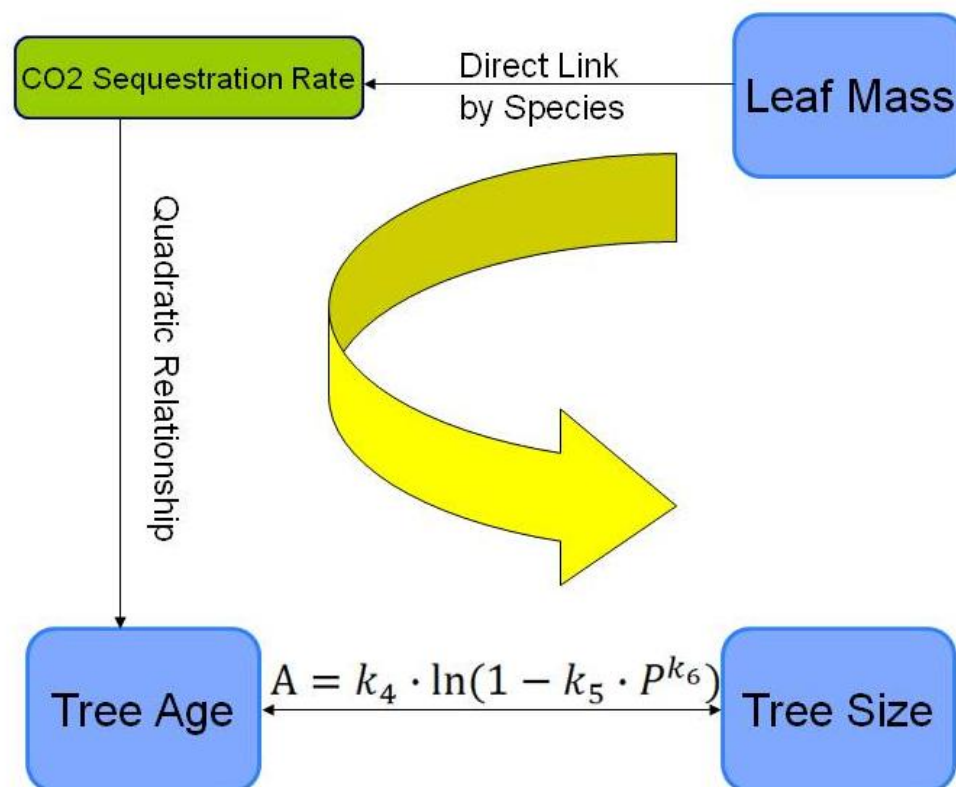 CO2 Sequestration Rate
Direct Link
by Species
Leaf Mass
Quadratic Relationship
Tree Age
A = k₄ · ln(1 − k₅ · P^{k₆})
Tree Size